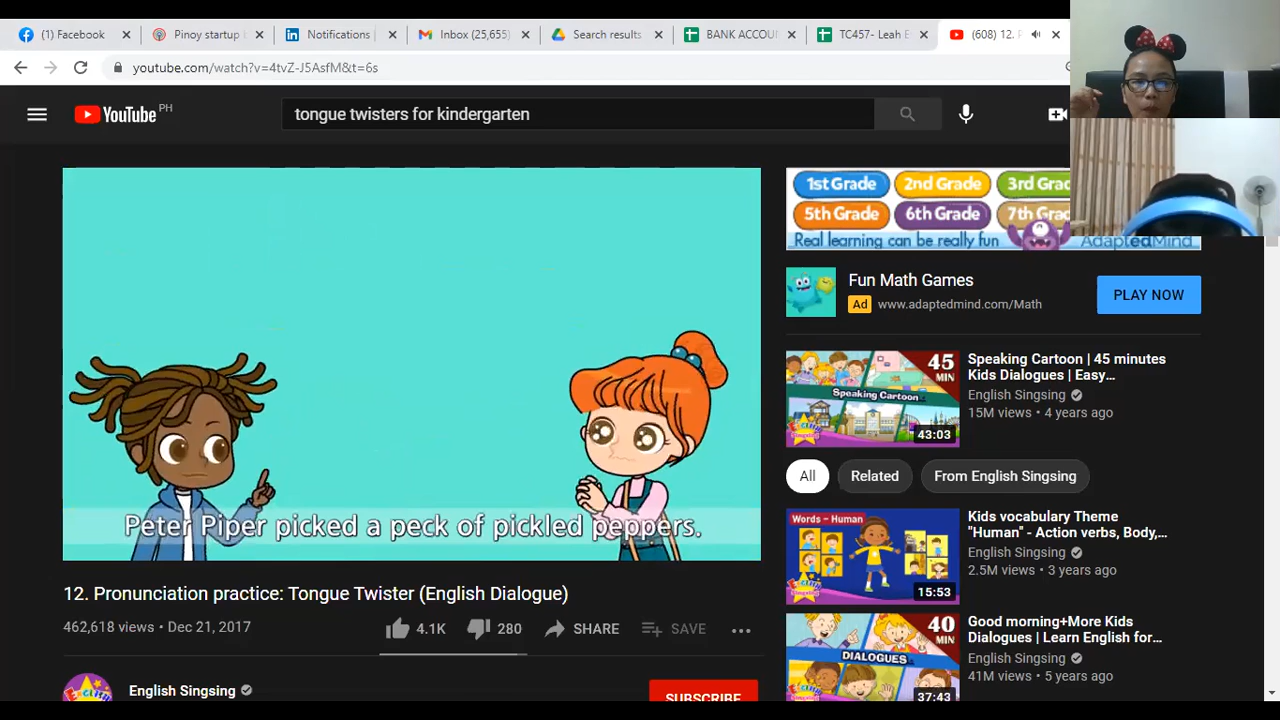 (1) Facebook
Pinoy startup
Notifications
Inbox (25,655)
Search results
BANK ACCOU
TC457- Leah E
(608) 12.
youtube.com/watch?v=4tvZ-J5AsfM&t=6s
YouTube PH
tongue twisters for kindergarten
Peter Piper picked a peck of pickled peppers.
12. Pronunciation practice: Tongue Twister (English Dialogue)
462,618 views • Dec 21, 2017
4.1K
280
SHARE
SAVE
English Singsing
SUBSCRIBE
1st Grade
2nd Grade
3rd Grad
5th Grade
6th Grade
7th Gra
Real learning can be really fun
AdaptedMind
Fun Math Games
Ad www.adaptedmind.com/Math
PLAY NOW
45
MIN
Speaking Cartoon
43:03
Speaking Cartoon | 45 minutes
Kids Dialogues | Easy…
English Singsing
15M views • 4 years ago
All
Related
From English Singsing
Words – Human
15:53
Kids vocabulary Theme
"Human" - Action verbs, Body,…
English Singsing
2.5M views • 3 years ago
40
MIN
DIALOGUES
37:43
Good morning+More Kids
Dialogues | Learn English for…
English Singsing
41M views • 5 years ago